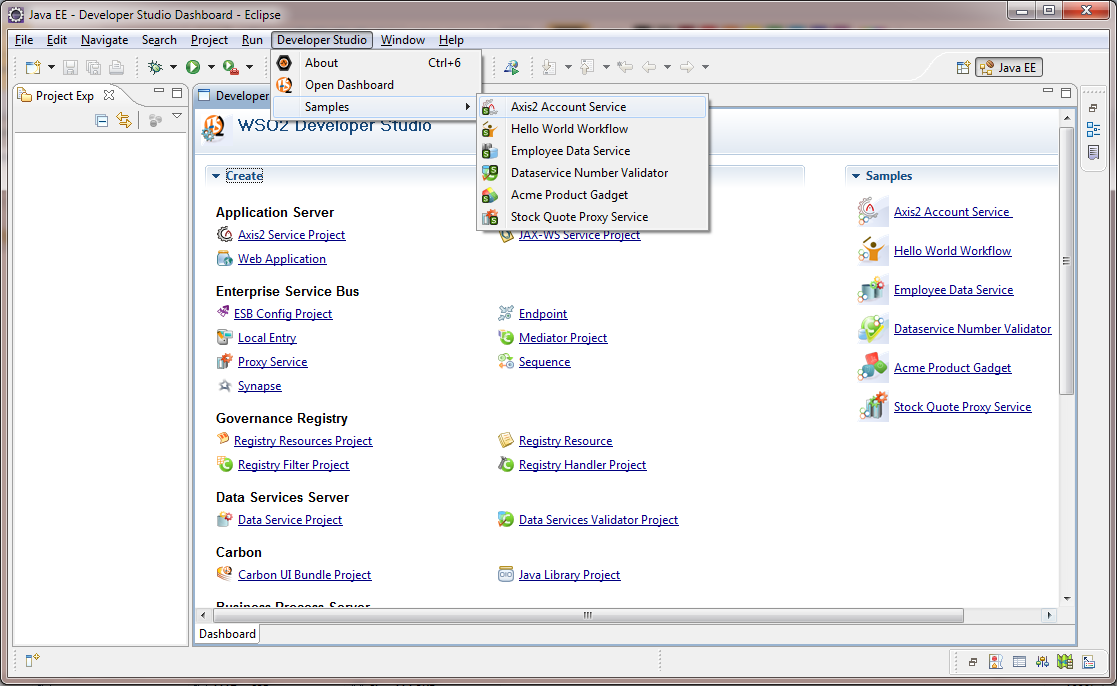 Java EE - Developer Studio Dashboard - Eclipse
File Edit Navigate Search Project Run Developer Studio Window Help
About Ctrl+6
Open Dashboard
Samples
Axis2 Account Service
Hello World Workflow
Employee Data Service
Dataservice Number Validator
Acme Product Gadget
Stock Quote Proxy Service
Java EE
Project Exp
Developer
WSO2 Developer Studio
Create
Application Server
Axis2 Service Project
JAX-WS Service Project
Web Application
Enterprise Service Bus
ESB Config Project
Endpoint
Local Entry
Mediator Project
Proxy Service
Sequence
Synapse
Governance Registry
Registry Resources Project
Registry Resource
Registry Filter Project
Registry Handler Project
Data Services Server
Data Service Project
Data Services Validator Project
Carbon
Carbon UI Bundle Project
Java Library Project
Business Process Server
Samples
Axis2 Account Service
Hello World Workflow
Employee Data Service
Dataservice Number Validator
Acme Product Gadget
Stock Quote Proxy Service
Dashboard